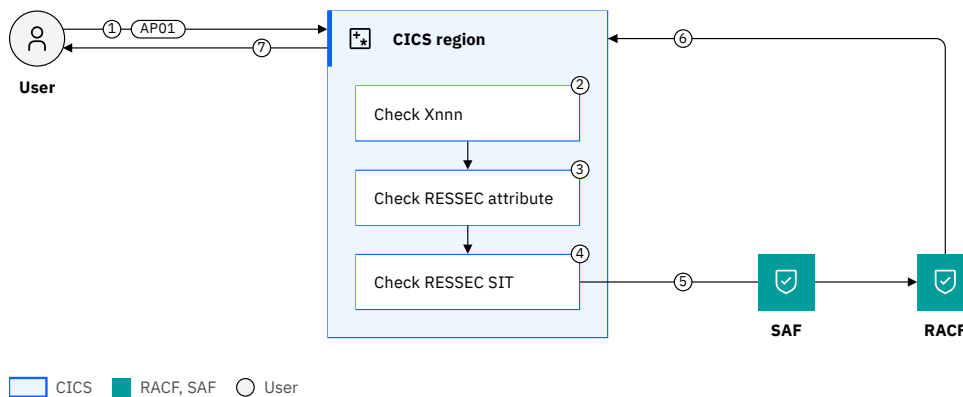 1 AP01
7
User
CICS region
6
2
Check Xnnn
3
Check RESSEC attribute
4
Check RESSEC SIT
5
SAF
RACF
CICS
RACF, SAF
User